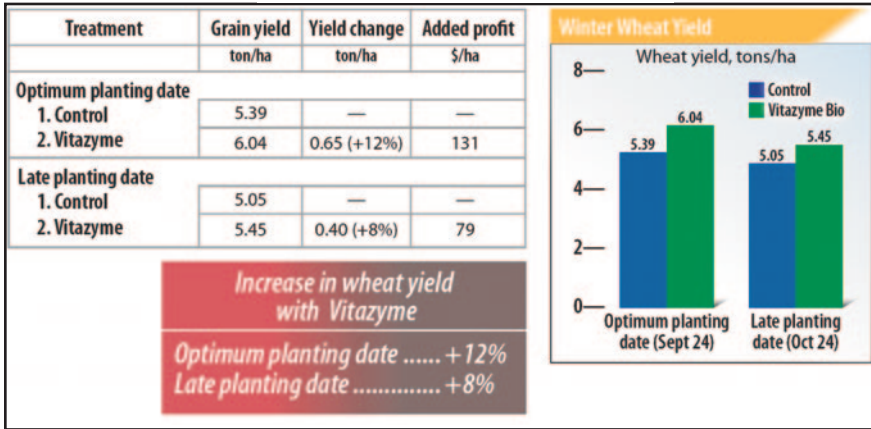 Treatment Grain yield Yield change Added profit
ton/ha ton/ha $/ha
Optimum planting date
1. Control 5.39 — —
2. Vitazyme 6.04 0.65 (+12%) 131
Late planting date
1. Control 5.05 — —
2. Vitazyme 5.45 0.40 (+8%) 79
Increase in wheat yield
with Vitazyme
Optimum planting date ...... +12%
Late planting date .............. +8%
Winter Wheat Yield
Wheat yield, tons/ha
8—
Control
Vitazyme Bio
6—
5.39
6.04
5.05
5.45
4—
2—
0—
Optimum planting
date (Sept 24)
Late planting
date (Oct 24)